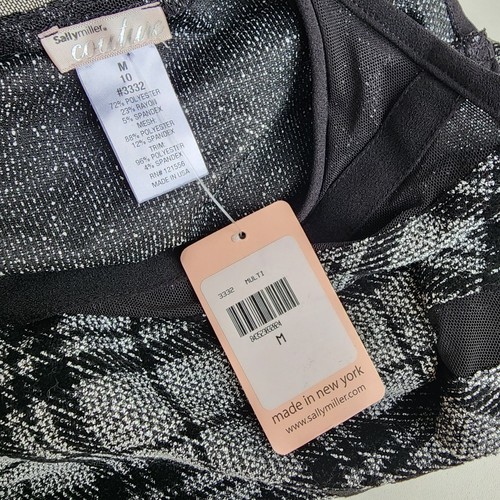 Sallymiller®
couture
M
10
#3332
72% POLYESTER
23% RAYON
5% SPANDEX
MESH:
88% POLYESTER
12% SPANDEX
TRIM:
96% POLYESTER
4% SPANDEX
RN# 121556
MADE IN USA
3332 MULTI
M
made in new york
www.sallymiller.com